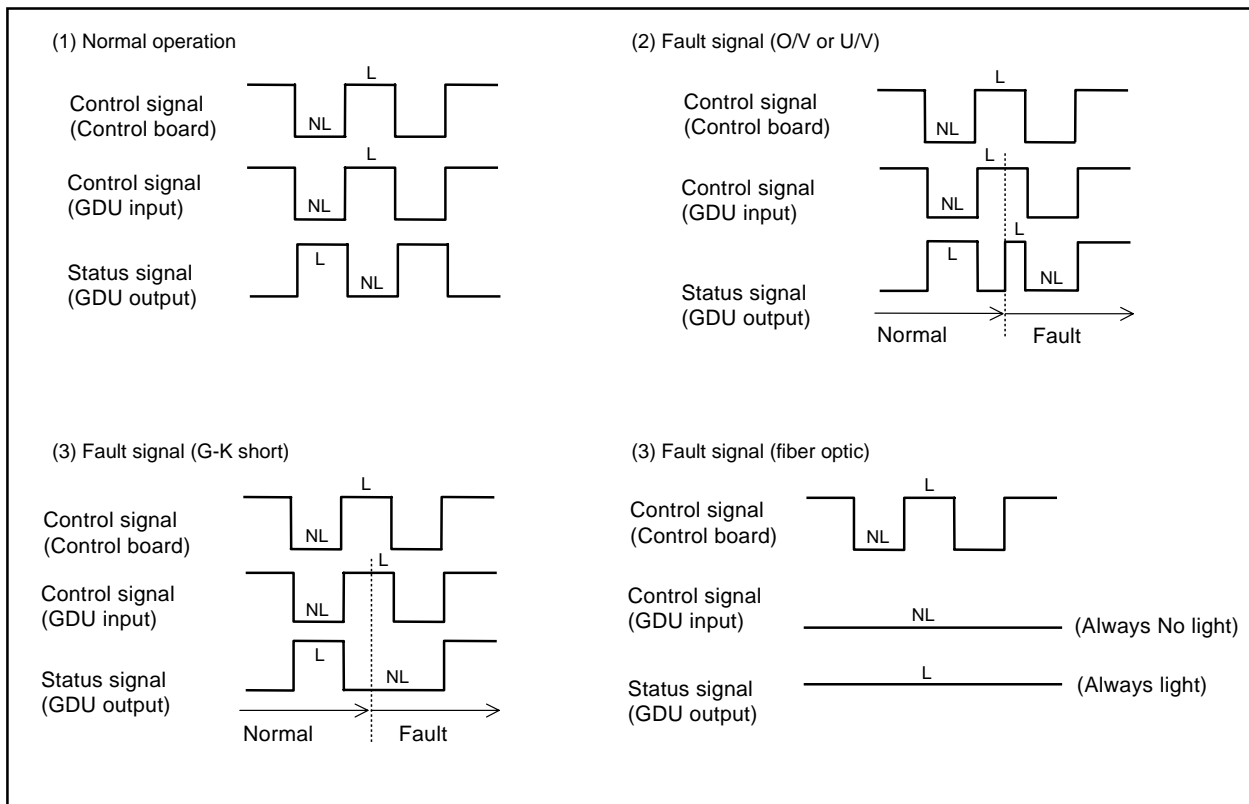 (1) Normal operation
L
Control signal
(Control board)
NL
L
Control signal
(GDU input)
NL
Status signal
(GDU output)
L
NL
(2) Fault signal (O/V or U/V)
L
Control signal
(Control board)
NL
L
Control signal
(GDU input)
NL
L
Status signal
(GDU output)
L
NL
Normal
Fault
(3) Fault signal (G-K short)
L
Control signal
(Control board)
NL
L
Control signal
(GDU input)
NL
Status signal
(GDU output)
L
NL
Normal
Fault
(3) Fault signal (fiber optic)
L
Control signal
(Control board)
NL
Control signal
(GDU input)
NL
(Always No light)
Status signal
(GDU output)
L
(Always light)